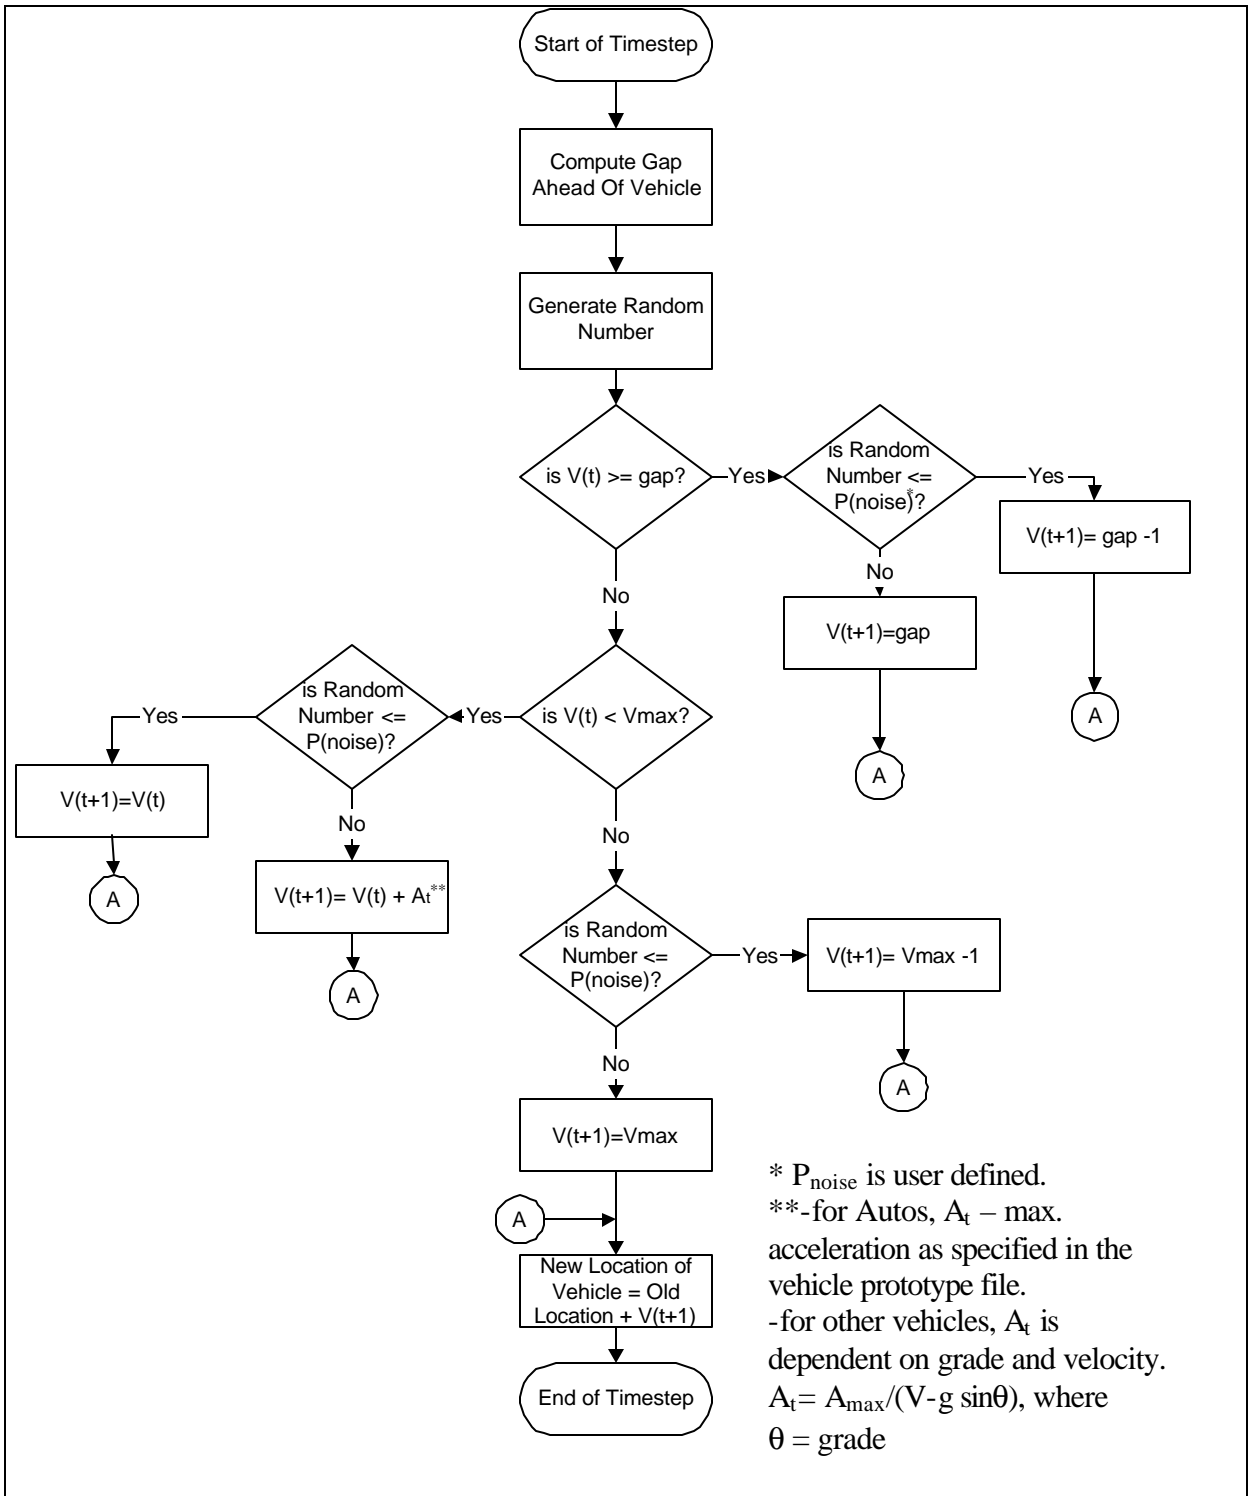 Start of Timestep
Compute Gap
Ahead Of Vehicle
Generate Random
Number
is V(t) >= gap?
Yes
is Random
Number <=
P(noise)*?
Yes
V(t+1)= gap -1
A
No
V(t+1)=gap
A
No
is V(t) < Vmax?
Yes
is Random
Number <=
P(noise)?
Yes
V(t+1)=V(t)
A
No
V(t+1)= V(t) + At**
A
No
is Random
Number <=
P(noise)?
Yes
V(t+1)= Vmax -1
A
No
V(t+1)=Vmax
A
New Location of
Vehicle = Old
Location + V(t+1)
End of Timestep
* Pnoise is user defined.
**-for Autos, At – max.
acceleration as specified in the
vehicle prototype file.
-for other vehicles, At is
dependent on grade and velocity.
At= Amax/(V-g sinθ), where
θ = grade